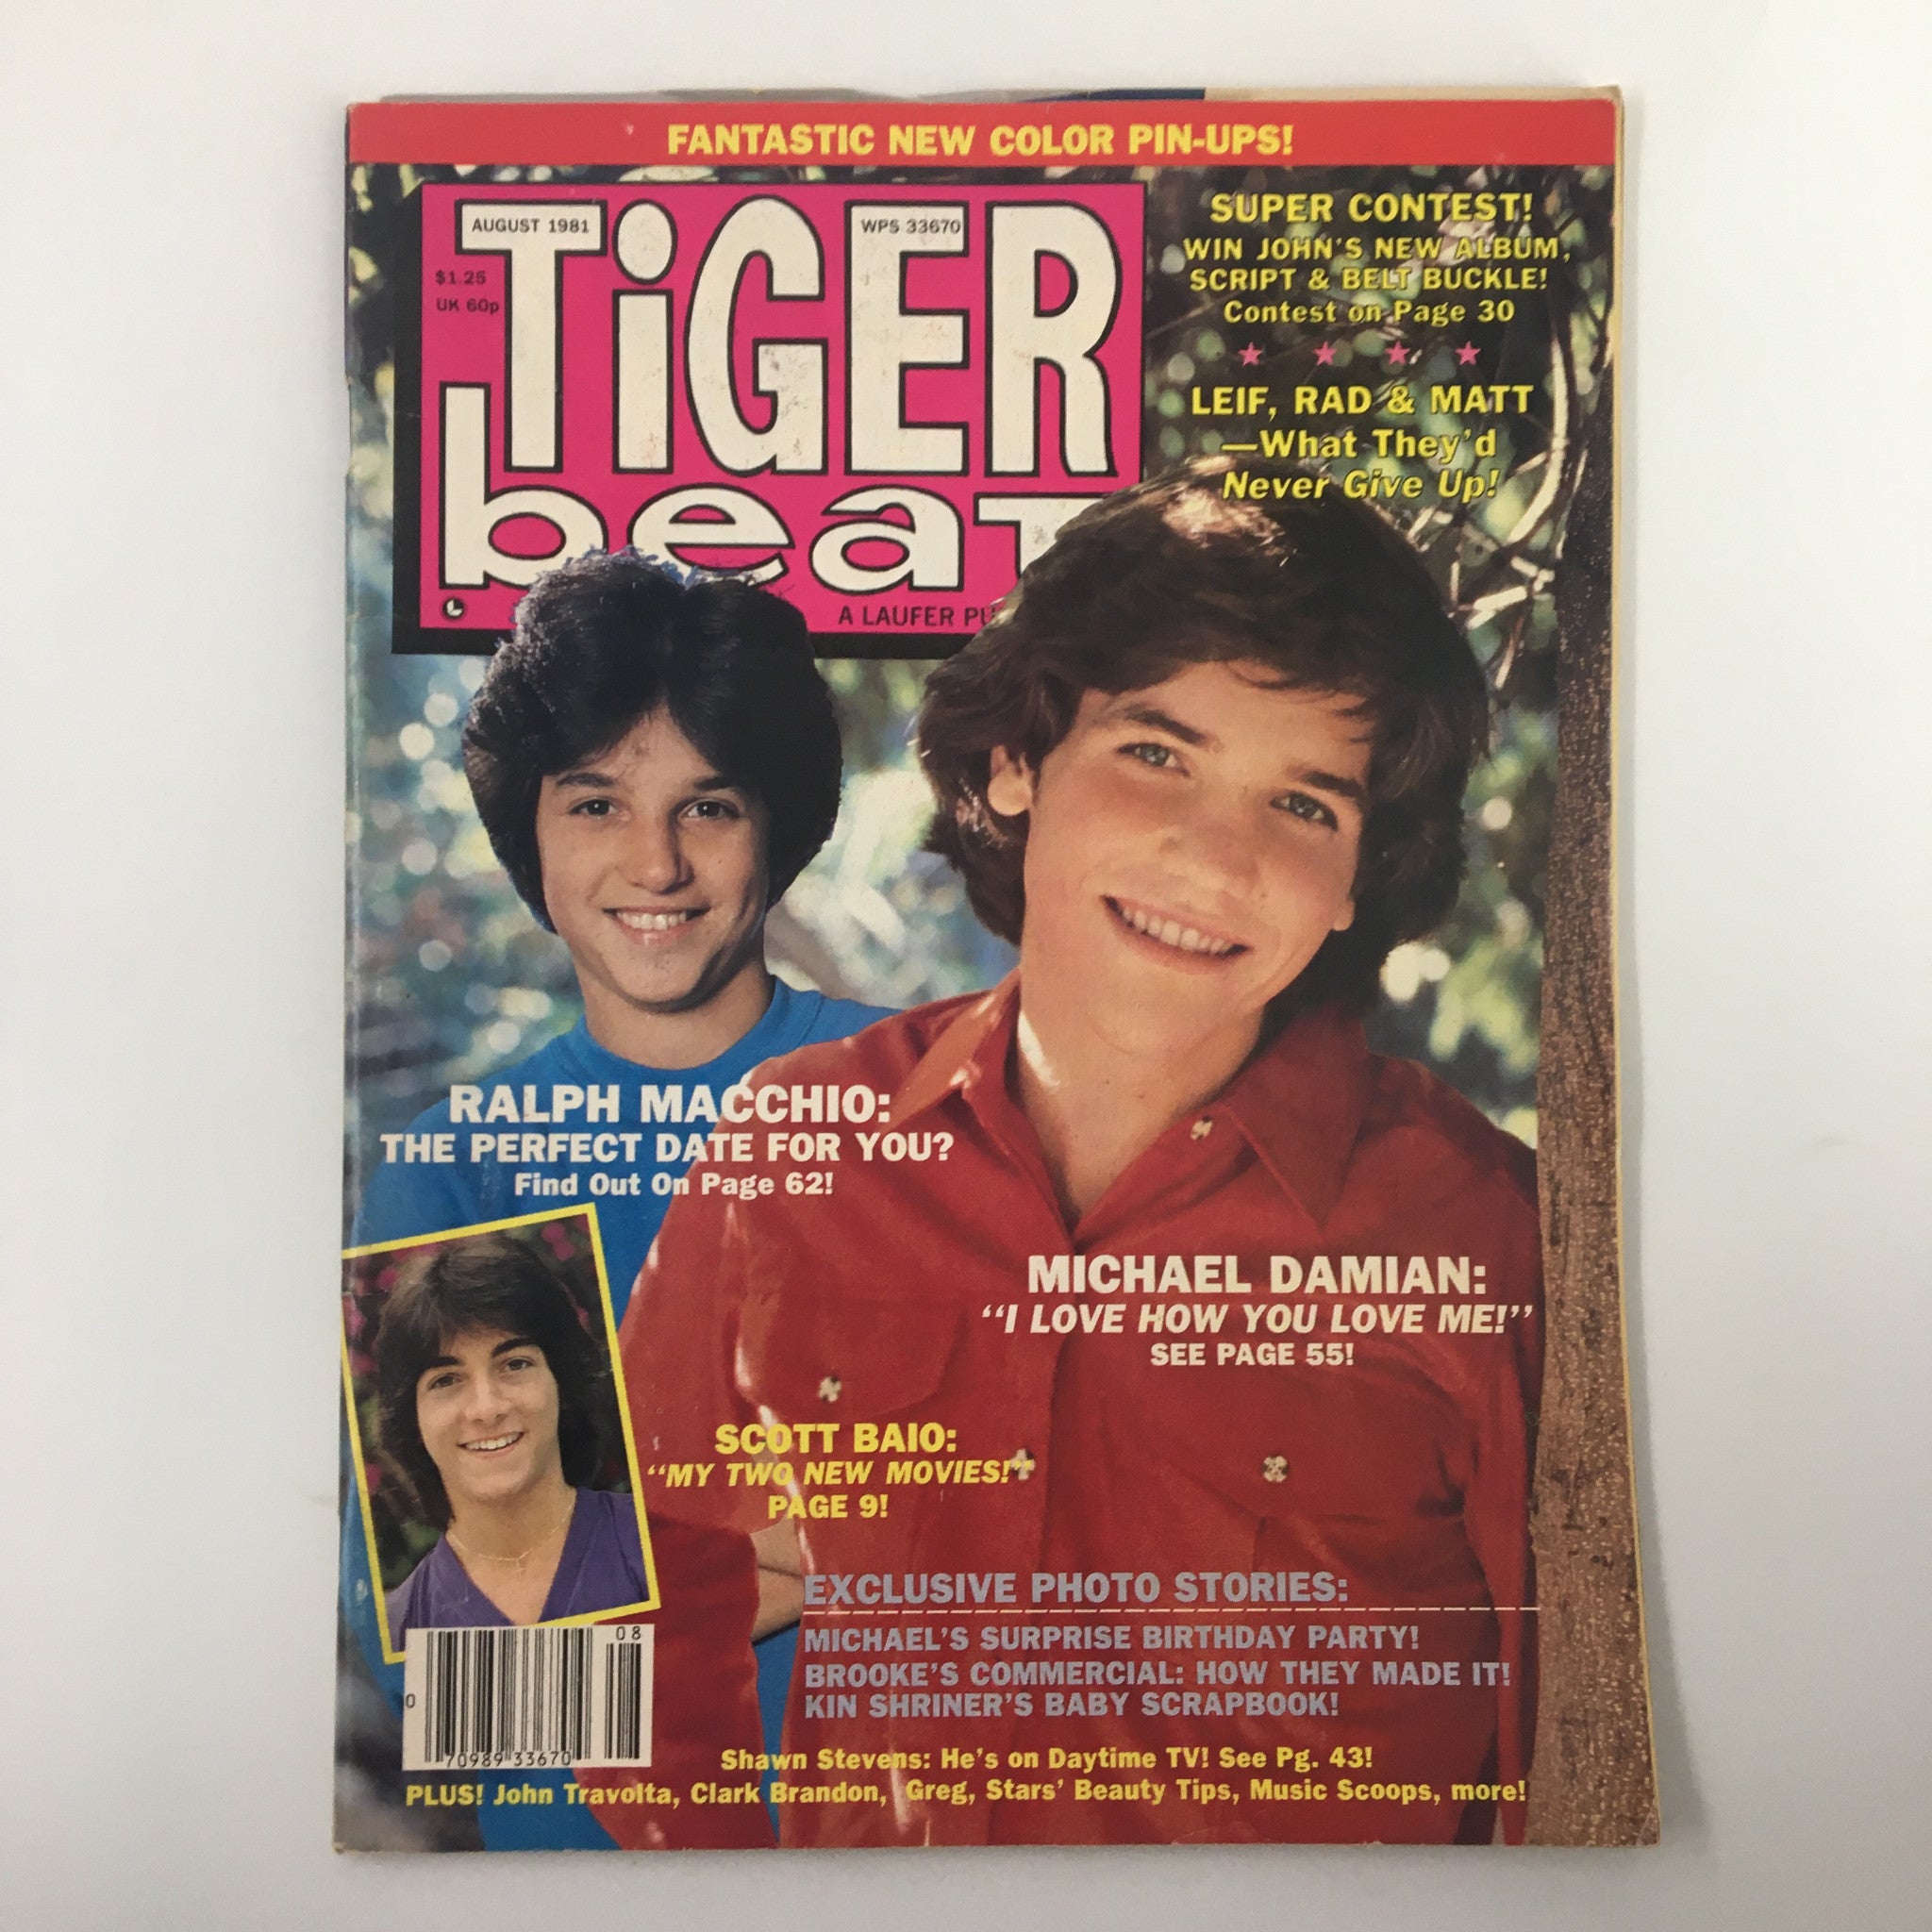 FANTASTIC NEW COLOR PIN-UPS!
AUGUST 1981
WPS 33670
$1.25
UK 60p
TiGER
beat
A LAUFER
SUPER CONTEST!
WIN JOHN'S NEW ALBUM,
SCRIPT & BELT BUCKLE!
Contest on Page 30
LEIF, RAD & MATT
—What They'd
Never Give Up!
RALPH MACCHIO:
THE PERFECT DATE FOR YOU?
Find Out On Page 62!
MICHAEL DAMIAN:
"I LOVE HOW YOU LOVE ME!"
SEE PAGE 55!
SCOTT BAIO:
"MY TWO NEW MOVIES!"
PAGE 9!
EXCLUSIVE PHOTO STORIES:
MICHAEL'S SURPRISE BIRTHDAY PARTY!
BROOKE'S COMMERCIAL: HOW THEY MADE IT!
KIN SHRINER'S BABY SCRAPBOOK!
08
0
70989 33670
Shawn Stevens: He's on Daytime TV! See Pg. 43!
PLUS! John Travolta, Clark Brandon, Greg, Stars' Beauty Tips, Music Scoops, more!